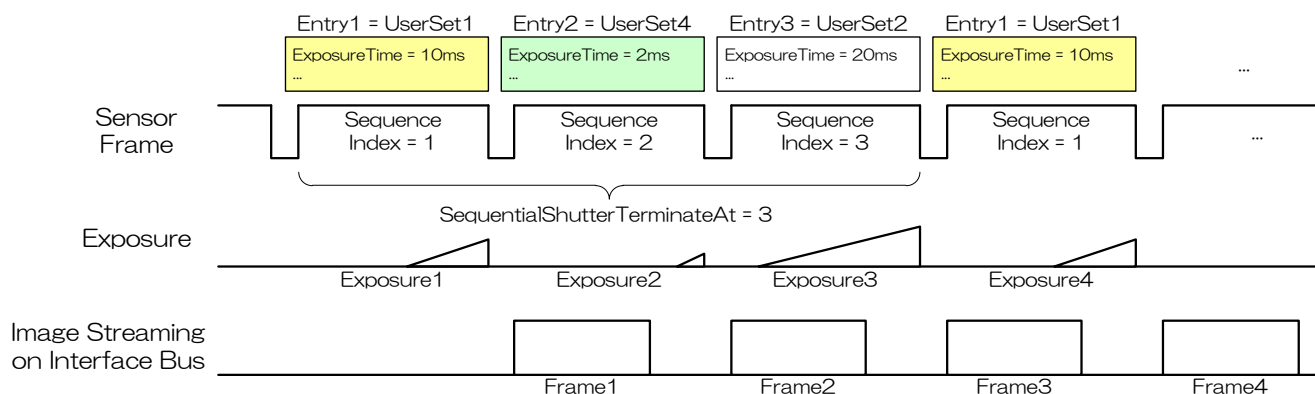 Entry1 = UserSet1 Entry2 = UserSet4 Entry3 = UserSet2 Entry1 = UserSet1
ExposureTime = 10ms ExposureTime = 2ms ExposureTime = 20ms ExposureTime = 10ms
... ... ... ... ...
Sensor
Frame
Sequence Sequence Sequence Sequence
Index = 1 Index = 2 Index = 3 Index = 1 ...
SequentialShutterTerminateAt = 3
Exposure
Exposure1 Exposure2 Exposure3 Exposure4
Image Streaming
on Interface Bus
Frame1 Frame2 Frame3 Frame4